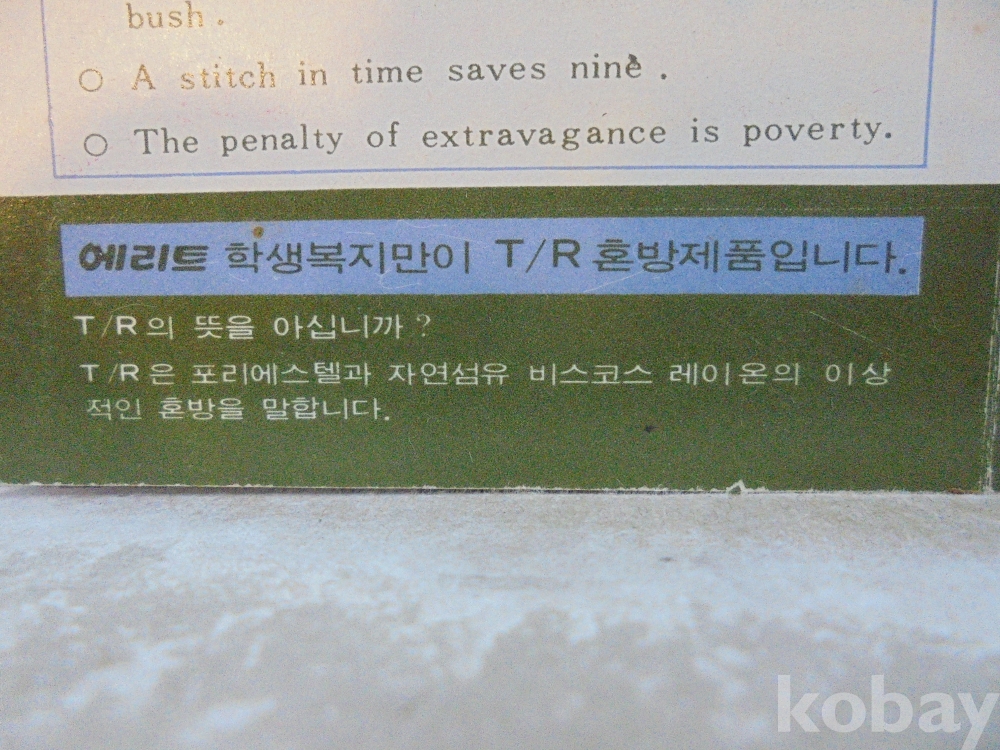 bush .
○ A stitch in time saves nine .
○ The penalty of extravagance is poverty.
에리트 학생복지만이 T/R 혼방제품입니다.
T/R의 뜻을 아십니까?
T/R은 포리에스텔과 자연섬유 비스코스 레이온의 이상
적인 혼방을 말합니다.
kobay